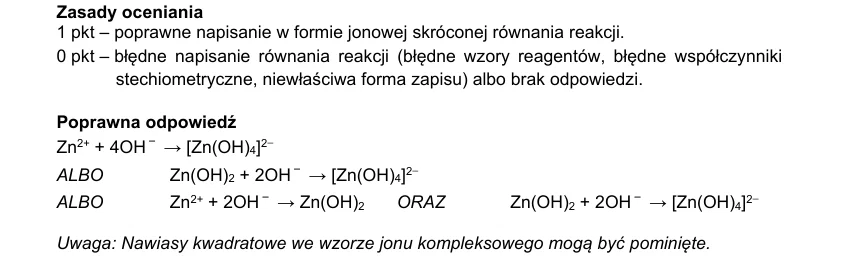 Zasady oceniania
1 pkt – poprawne napisanie w formie jonowej skróconej równania reakcji.
0 pkt – błędne napisanie równania reakcji (błędne wzory reagentów, błędne współczynniki
stechiometryczne, niewłaściwa forma zapisu) albo brak odpowiedzi.
Poprawna odpowiedź
Zn²⁺ + 4OH⁻ → [Zn(OH)₄]²⁻
ALBO Zn(OH)₂ + 2OH⁻ → [Zn(OH)₄]²⁻
ALBO Zn²⁺ + 2OH⁻ → Zn(OH)₂ ORAZ Zn(OH)₂ + 2OH⁻ → [Zn(OH)₄]²⁻
Uwaga: Nawiasy kwadratowe we wzorze jonu kompleksowego mogą być pominięte.